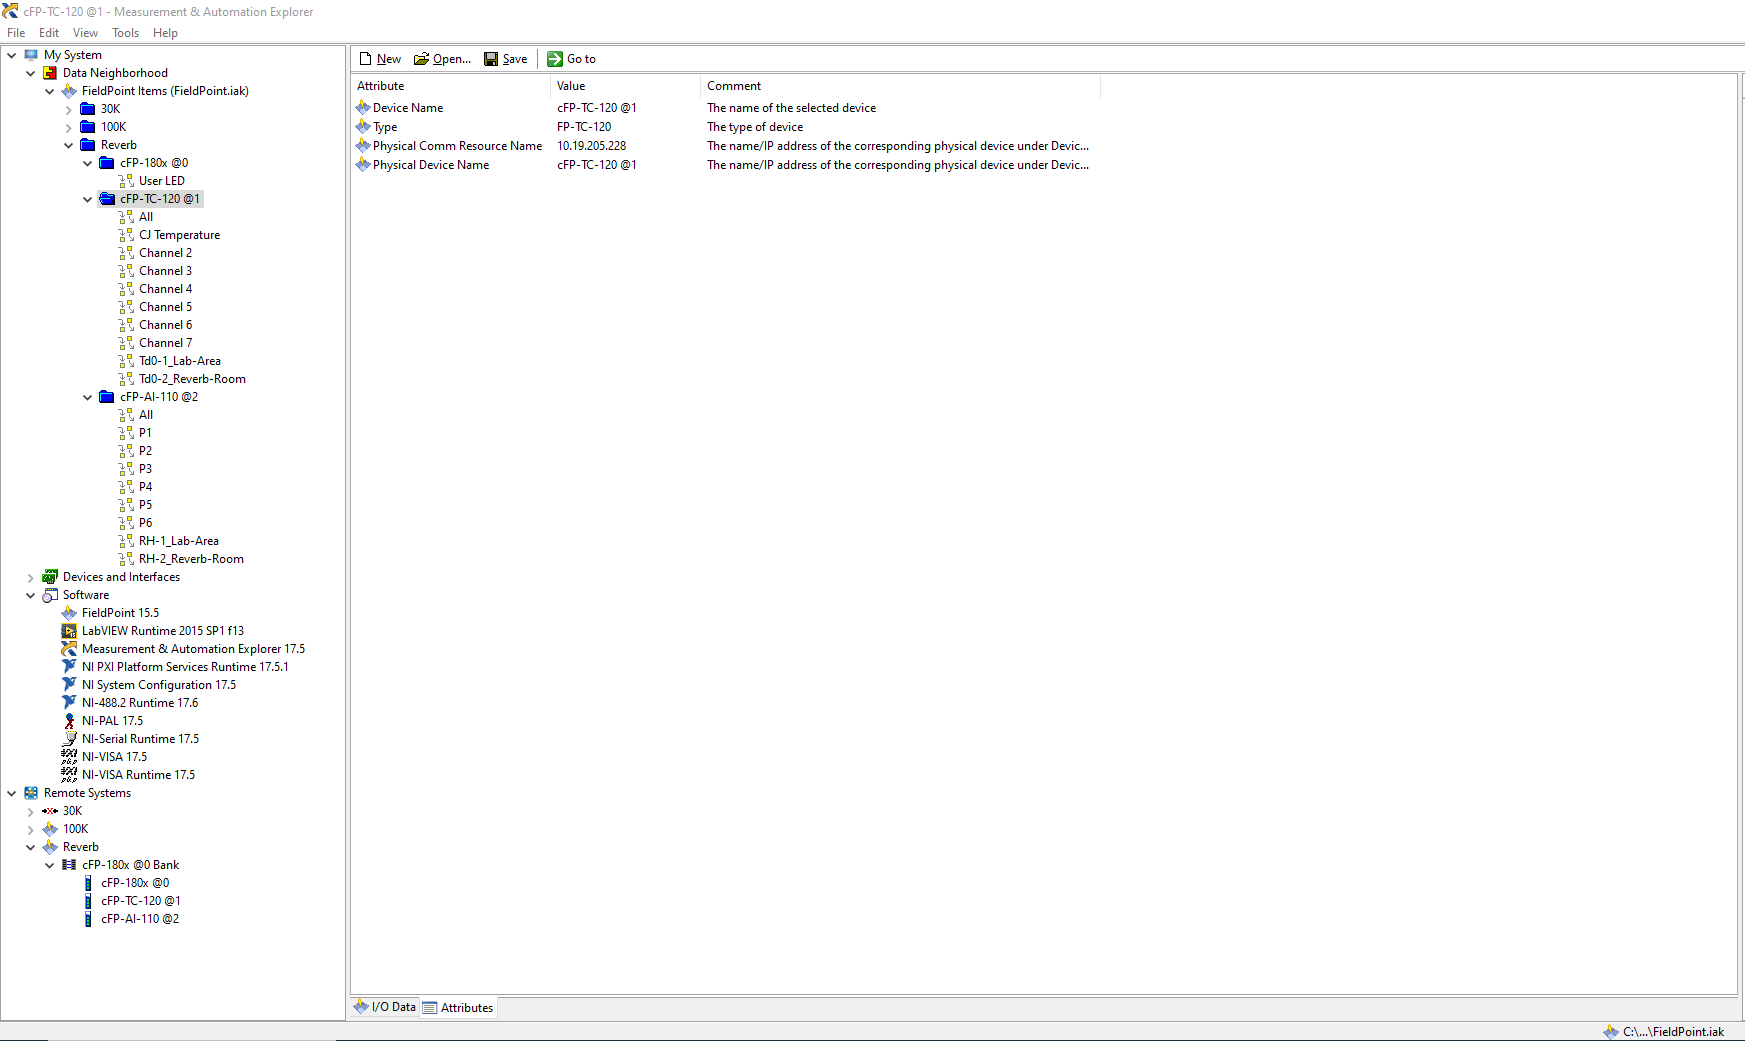 cFP-TC-120 @1 - Measurement & Automation Explorer
File Edit View Tools Help
My System
Data Neighborhood
FieldPoint Items (FieldPoint.iak)
30K
100K
Reverb
cFP-180x @0
User LED
cFP-TC-120 @1
All
CJ Temperature
Channel 2
Channel 3
Channel 4
Channel 5
Channel 6
Channel 7
Td0-1_Lab-Area
Td0-2_Reverb-Room
cFP-AI-110 @2
All
P1
P2
P3
P4
P5
P6
RH-1_Lab-Area
RH-2_Reverb-Room
Devices and Interfaces
Software
FieldPoint 15.5
LabVIEW Runtime 2015 SP1 f13
Measurement & Automation Explorer 17.5
NI PXI Platform Services Runtime 17.5.1
NI System Configuration 17.5
NI-488.2 Runtime 17.6
NI-PAL 17.5
NI-Serial Runtime 17.5
NI-VISA 17.5
NI-VISA Runtime 17.5
Remote Systems
30K
100K
Reverb
cFP-180x @0 Bank
cFP-180x @0
cFP-TC-120 @1
cFP-AI-110 @2
New Open... Save Go to
Attribute Value Comment
Device Name cFP-TC-120 @1 The name of the selected device
Type FP-TC-120 The type of device
Physical Comm Resource Name 10.19.205.228 The name/IP address of the corresponding physical device under Devic...
Physical Device Name cFP-TC-120 @1 The name/IP address of the corresponding physical device under Devic...
I/O Data Attributes
C:\...\FieldPoint.iak